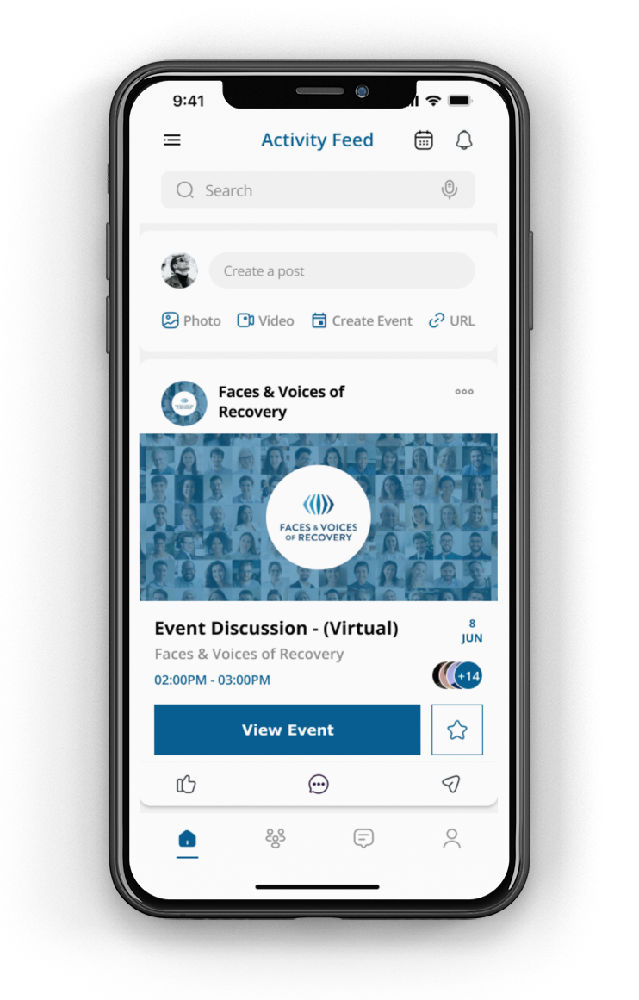 9:41
Activity Feed
Search
Create a post
Photo Video Create Event URL
Faces & Voices of
Recovery
FACES & VOICES
OF RECOVERY
Event Discussion - (Virtual)
8
JUN
Faces & Voices of Recovery
02:00PM - 03:00PM
+14
View Event